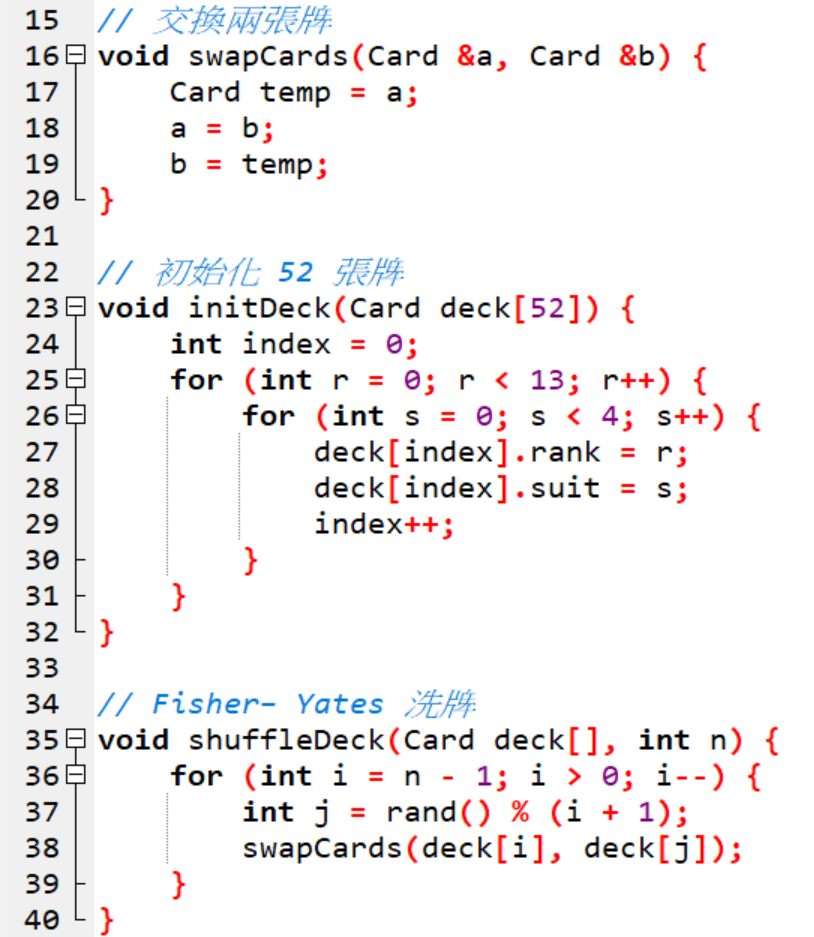 15 // 交換兩張牌
16 void swapCards(Card &a, Card &b) {
17     Card temp = a;
18     a = b;
19     b = temp;
20 }
21
22 // 初始化 52 張牌
23 void initDeck(Card deck[52]) {
24     int index = 0;
25     for (int r = 0; r < 13; r++) {
26         for (int s = 0; s < 4; s++) {
27             deck[index].rank = r;
28             deck[index].suit = s;
29             index++;
30         }
31     }
32 }
33
34 // Fisher– Yates 洗牌
35 void shuffleDeck(Card deck[], int n) {
36     for (int i = n - 1; i > 0; i--) {
37         int j = rand() % (i + 1);
38         swapCards(deck[i], deck[j]);
39     }
40 }